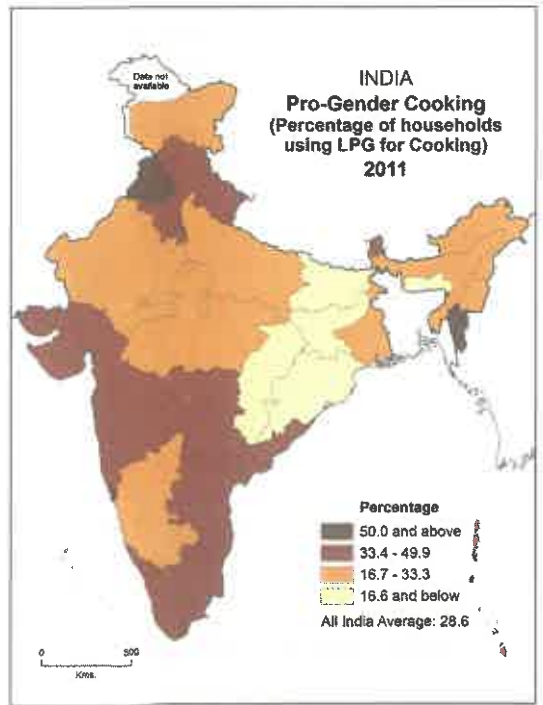 Data not
available
INDIA
Pro-Gender Cooking
(Percentage of households
using LPG for Cooking)
2011
Percentage
50.0 and above
33.4 - 49.9
16.7 - 33.3
16.6 and below
All India Average: 28.6
0 300
Kms.